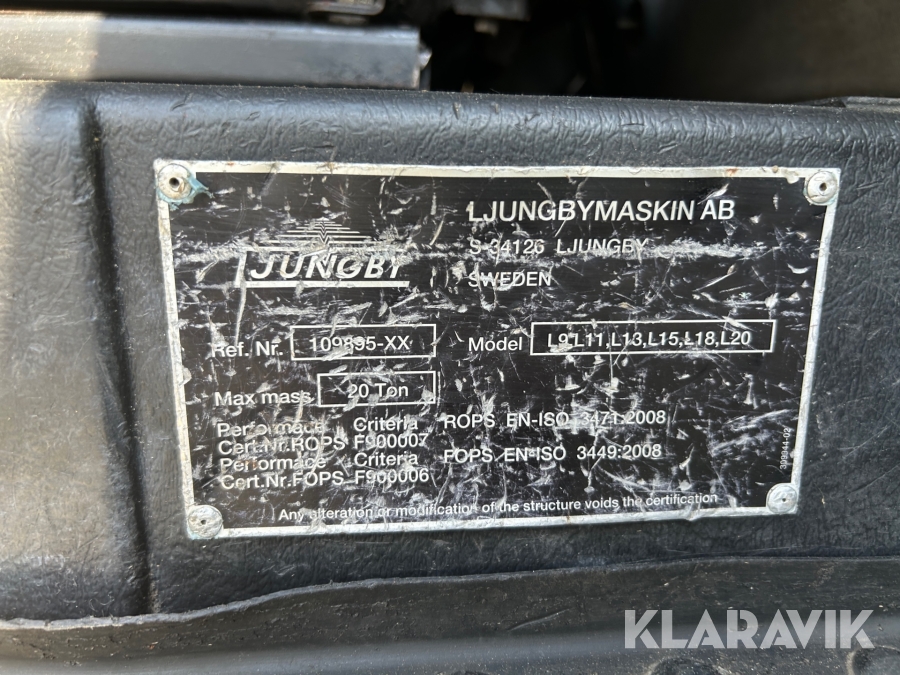 LJUNGBY
LJUNGBYMASKIN AB
S-34126 LJUNGBY
SWEDEN
Ref. Nr. 109895-XX
Model L9,L11,L13,L15,L18,L20
Max mass 20 Ton
Performace Criteria ROPS EN-ISO 3471:2008
Cert.Nr.ROPS F900007
Performace Criteria FOPS EN-ISO 3449:2008
Cert.Nr.FOPS F900006
Any alteration or modification of the structure voids the certification
399944-02
KLARAVIK